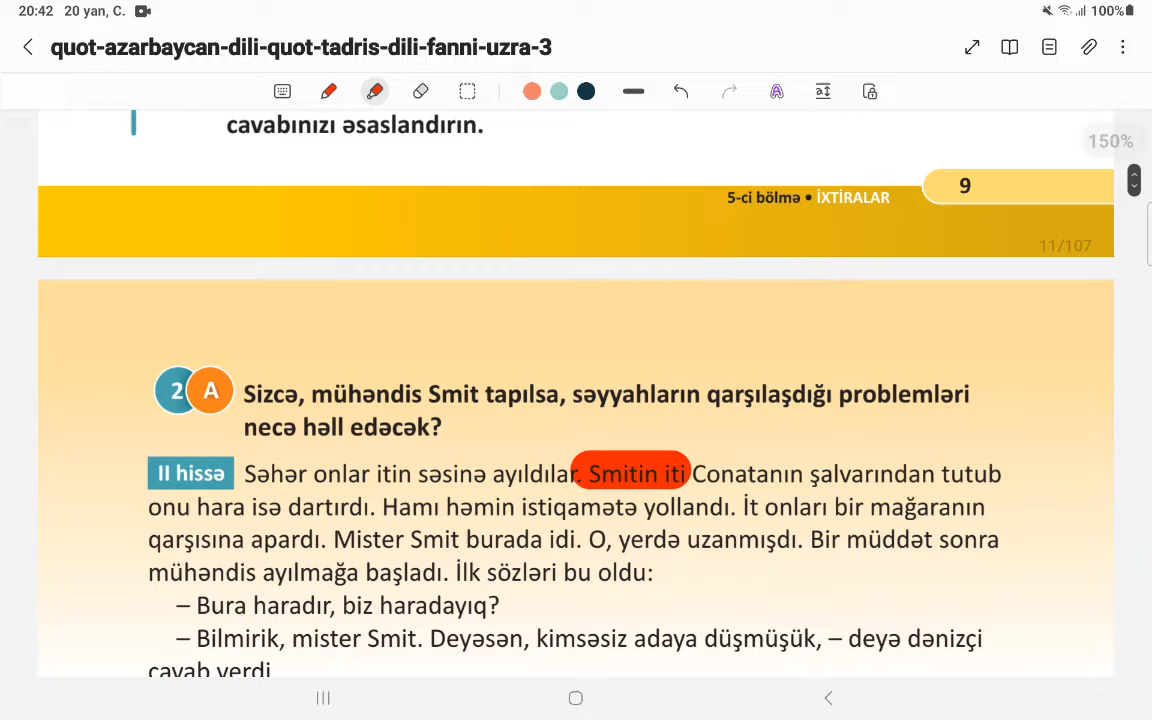 20:42 20 yan, C. 100%
quot-azarbaycan-dili-quot-tadris-dili-fanni-uzra-3
cavabınızı əsaslandırın.
150%
5-ci bölmə • İXTİRALAR 9
11/107
2 A Sizcə, mühəndis Smit tapılsa, səyyahların qarşılaşdığı problemləri
necə həll edəcək?
II hissə Səhər onlar itin səsinə ayıldılar. Smitin iti Conatanın şalvarından tutub
onu hara isə dartırdı. Hamı həmin istiqamətə yollandı. İt onları bir mağaranın
qarşısına apardı. Mister Smit burada idi. O, yerdə uzanmışdı. Bir müddət sonra
mühəndis ayılmağa başladı. İlk sözləri bu oldu:
– Bura haradır, biz haradayıq?
– Bilmirik, mister Smit. Deyəsən, kimsəsiz adaya düşmüşük, – deyə dənizçi
cavab verdi